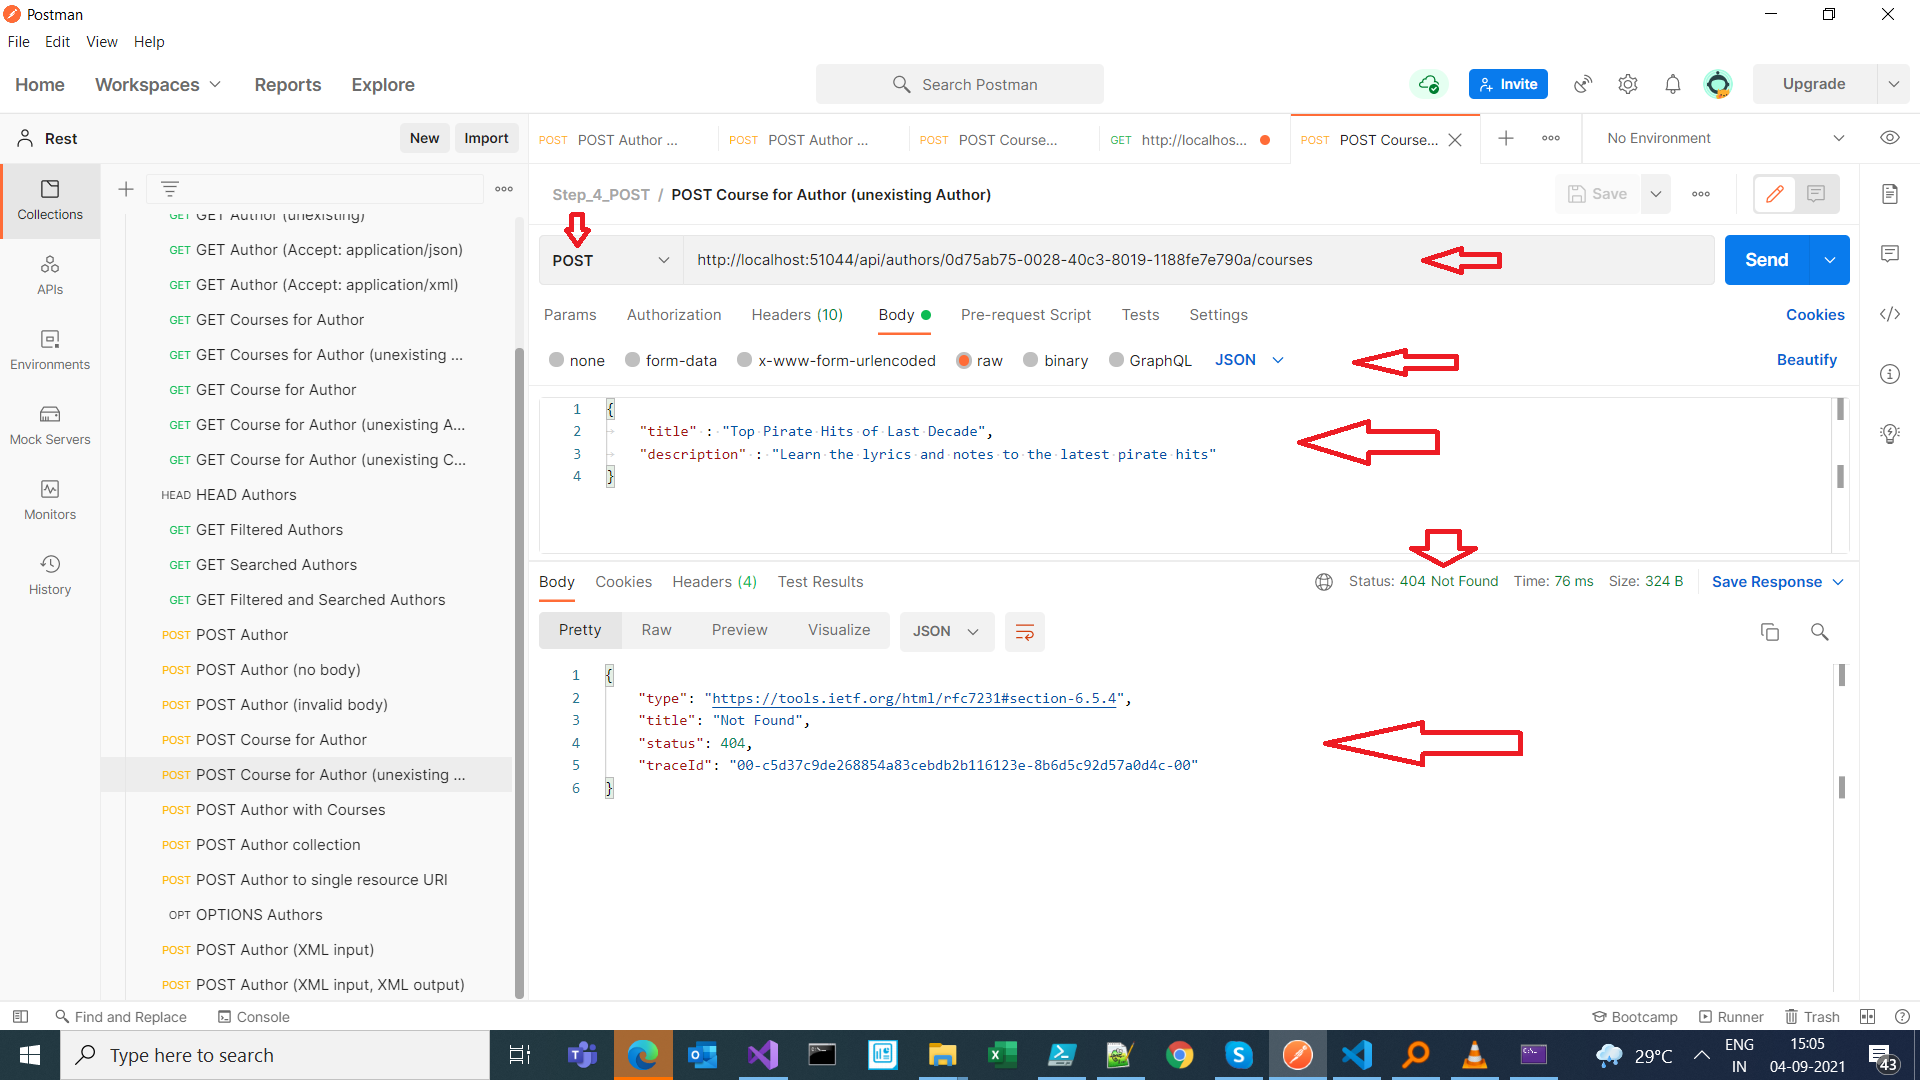 Postman
File Edit View Help
Home Workspaces Reports Explore Search Postman Invite Upgrade
Rest New Import POST POST Author ... POST POST Author ... POST POST Course... GET http://localhos... POST POST Course... No Environment
Collections
APIs
Environments
Mock Servers
Monitors
History
GET GET Author (unexisting)
GET GET Author (Accept: application/json)
GET GET Author (Accept: application/xml)
GET GET Courses for Author
GET GET Courses for Author (unexisting ...
GET GET Course for Author
GET GET Course for Author (unexisting A...
GET GET Course for Author (unexisting C...
HEAD HEAD Authors
GET GET Filtered Authors
GET GET Searched Authors
GET GET Filtered and Searched Authors
POST POST Author
POST POST Author (no body)
POST POST Author (invalid body)
POST POST Course for Author
POST POST Course for Author (unexisting ...
POST POST Author with Courses
POST POST Author collection
POST POST Author to single resource URI
OPT OPTIONS Authors
POST POST Author (XML input)
POST POST Author (XML input, XML output)
Step_4_POST / POST Course for Author (unexisting Author) Save
POST http://localhost:51044/api/authors/0d75ab75-0028-40c3-8019-1188fe7e790a/courses Send
Params Authorization Headers (10) Body Pre-request Script Tests Settings Cookies
none form-data x-www-form-urlencoded raw binary GraphQL JSON Beautify
1 {
2 "title" : "Top Pirate Hits of Last Decade",
3 "description" : "Learn the lyrics and notes to the latest pirate hits"
4 }
Body Cookies Headers (4) Test Results Status: 404 Not Found Time: 76 ms Size: 324 B Save Response
Pretty Raw Preview Visualize JSON
1 {
2 "type": "https://tools.ietf.org/html/rfc7231#section-6.5.4",
3 "title": "Not Found",
4 "status": 404,
5 "traceId": "00-c5d37c9de268854a83cebdb2b116123e-8b6d5c92d57a0d4c-00"
6 }
Find and Replace Console Bootcamp Runner Trash
Type here to search 29°C ENG IN 15:05 04-09-2021 43